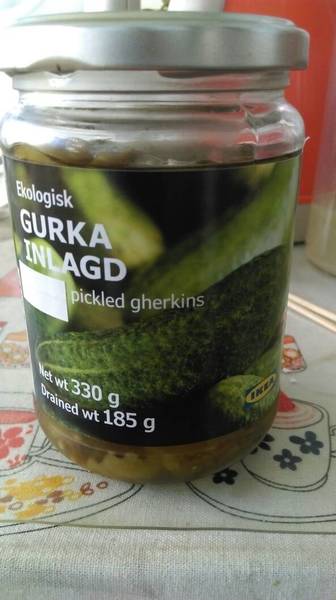 Ekologisk
GURKA
INLAGD
pickled gherkins
Net wt 330 g
Drained wt 185 g
IKEA